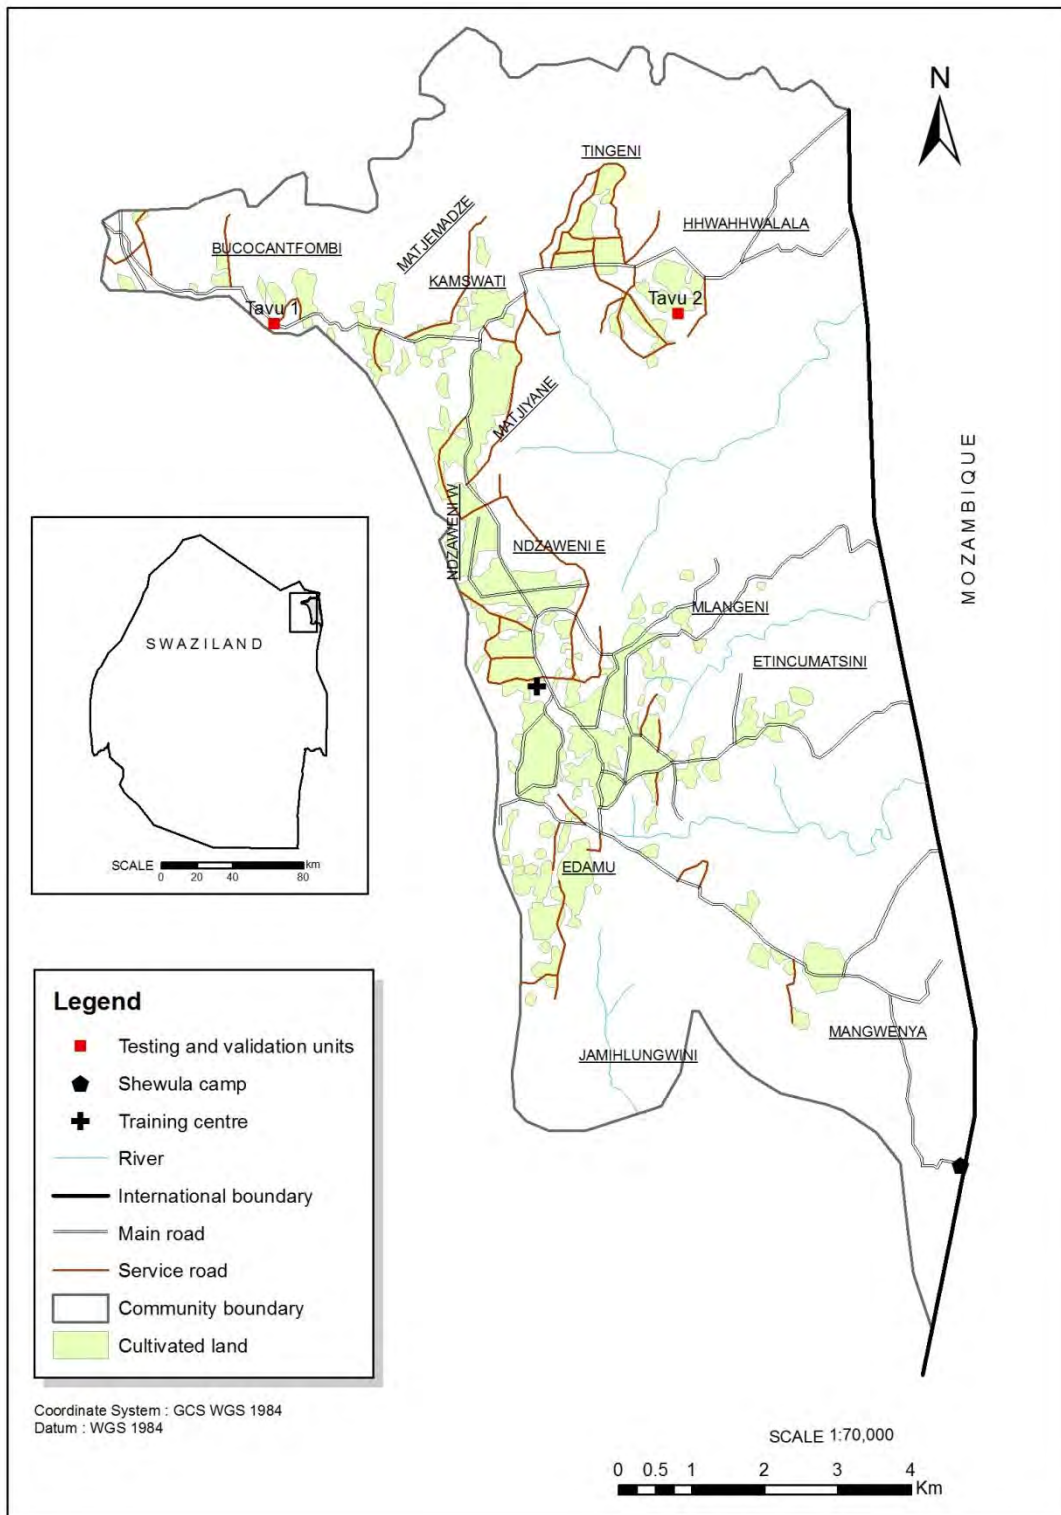 N
TINGENI
HHWAHHWALALA
MATJEMADZE
BUCOCANTFOMBI
KAMSWATI
Tavu 1
Tavu 2
MATJIYANE
MOZAMBIQUE
NDZAWENI W
NDZAWENI E
MLANGENI
ETINCUMATSINI
EDAMU
MANGWENYA
JAMIHLUNGWINI
SWAZILAND
SCALE
km
0 20 40 80
Legend
Testing and validation units
Shewula camp
Training centre
River
International boundary
Main road
Service road
Community boundary
Cultivated land
Coordinate System : GCS WGS 1984
Datum : WGS 1984
SCALE 1:70,000
0 0.5 1 2 3 4
Km